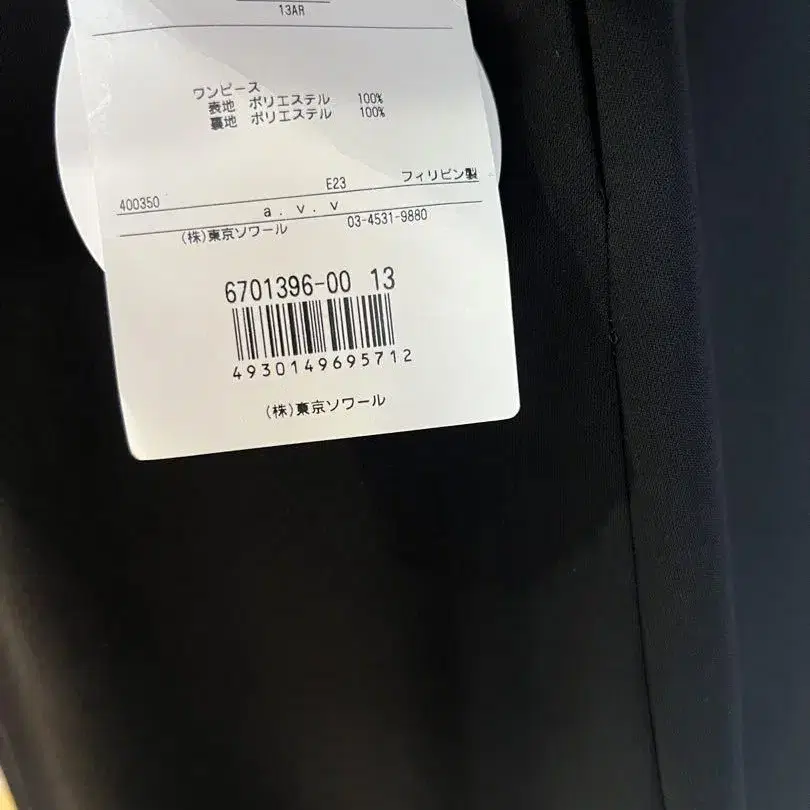 13AR
ワンピース
表地 ポリエステル 100%
裏地 ポリエステル 100%
400350 E23 フィリピン製
a.v.v
(株)東京ソワール 03-4531-9880
6701396-00 13
4930149695712
(株)東京ソワール